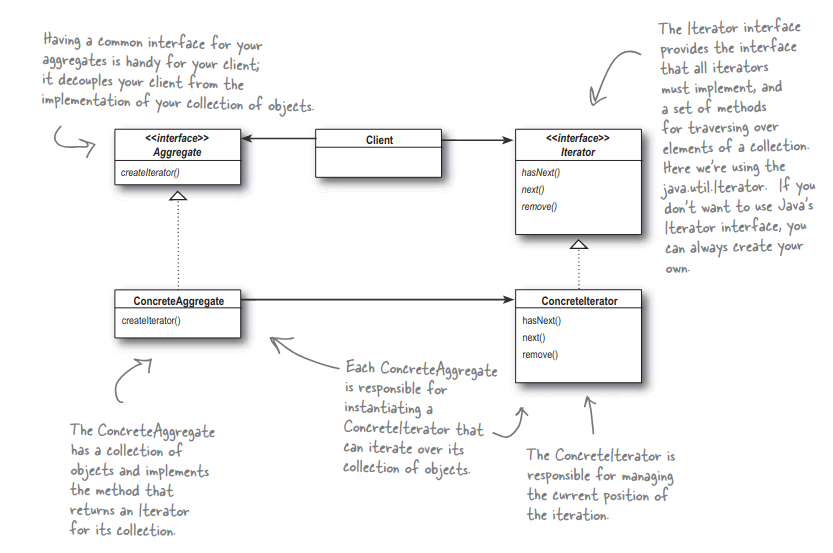 Having a common interface for your
aggregates is handy for your client;
it decouples your client from the
implementation of your collection of objects.
The Iterator interface
provides the interface
that all iterators
must implement, and
a set of methods
for traversing over
elements of a collection.
Here we're using the
java.util.Iterator. If you
don't want to use Java's
Iterator interface, you
can always create your
own.
<<interface>>
Aggregate
createIterator()
Client
<<interface>>
Iterator
hasNext()
next()
remove()
ConcreteAggregate
createIterator()
ConcreteIterator
hasNext()
next()
remove()
Each ConcreteAggregate
is responsible for
instantiating a
ConcreteIterator that
can iterate over its
collection of objects.
The ConcreteAggregate
has a collection of
objects and implements
the method that
returns an Iterator
for its collection.
The ConcreteIterator is
responsible for managing
the current position of
the iteration.